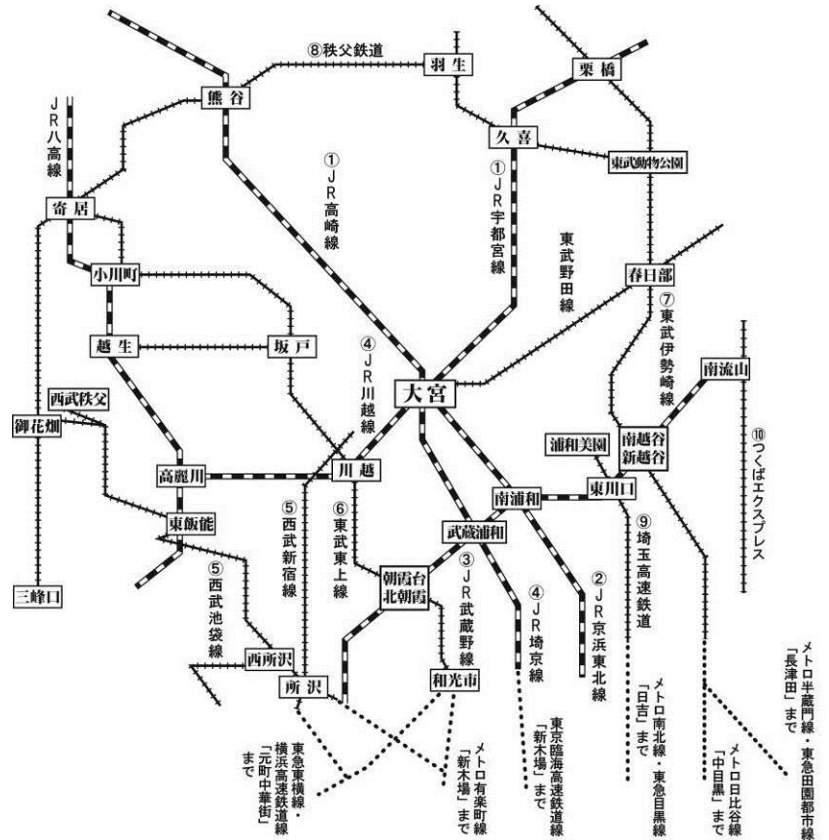 ⑧秩父鉄道
羽生
栗橋
熊谷
JR八高線
久喜
東武動物公園
①JR高崎線
①JR宇都宮線
寄居
東武野田線
小川町
春日部
⑦東武伊勢崎線
越生
坂戸
④JR川越線
南流山
西武秩父
大宮
御花畑
浦和美園
南越谷
新越谷
⑩つくばエクスプレス
高麗川
川越
南浦和
東川口
⑤西武新宿線
⑥東武東上線
東飯能
武蔵浦和
⑨埼玉高速鉄道
三峰口
⑤西武池袋線
朝霞台
北朝霞
③JR武蔵野線
④JR埼京線
②JR京浜東北線
西所沢
所沢
和光市
東急東横線・
横浜高速鉄道線
「元町中華街」
まで
メトロ有楽町線
「新木場」まで
東京臨海高速鉄道線
「新木場」まで
メトロ南北線・東急目黒線
「日吉」まで
メトロ日比谷線
「中目黒」まで
メトロ半蔵門線・東急田園都市線
「長津田」まで